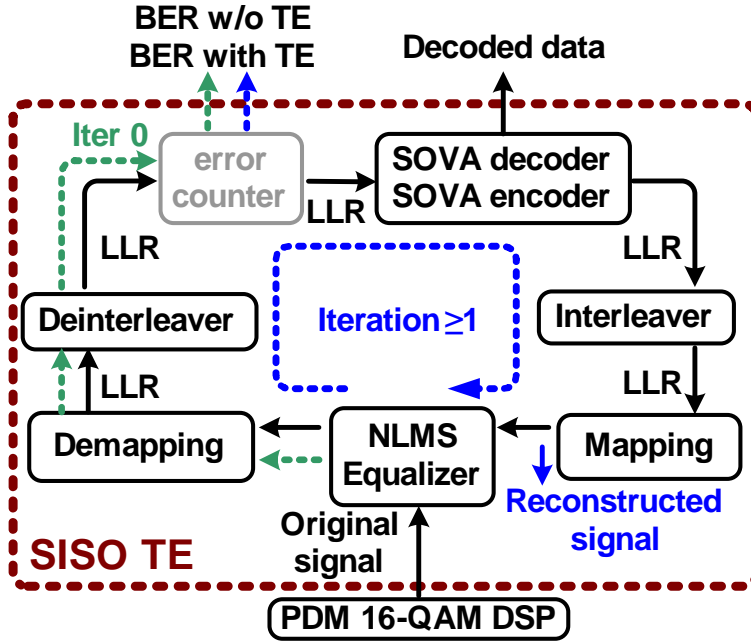 BER w/o TE
BER with TE
Decoded data
Iter 0
error
counter
LLR
SOVA decoder
SOVA encoder
LLR
LLR
Deinterleaver
Iteration ≥1
Interleaver
LLR
LLR
Demapping
NLMS
Equalizer
Mapping
Original
signal
Reconstructed
signal
SISO TE
PDM 16-QAM DSP